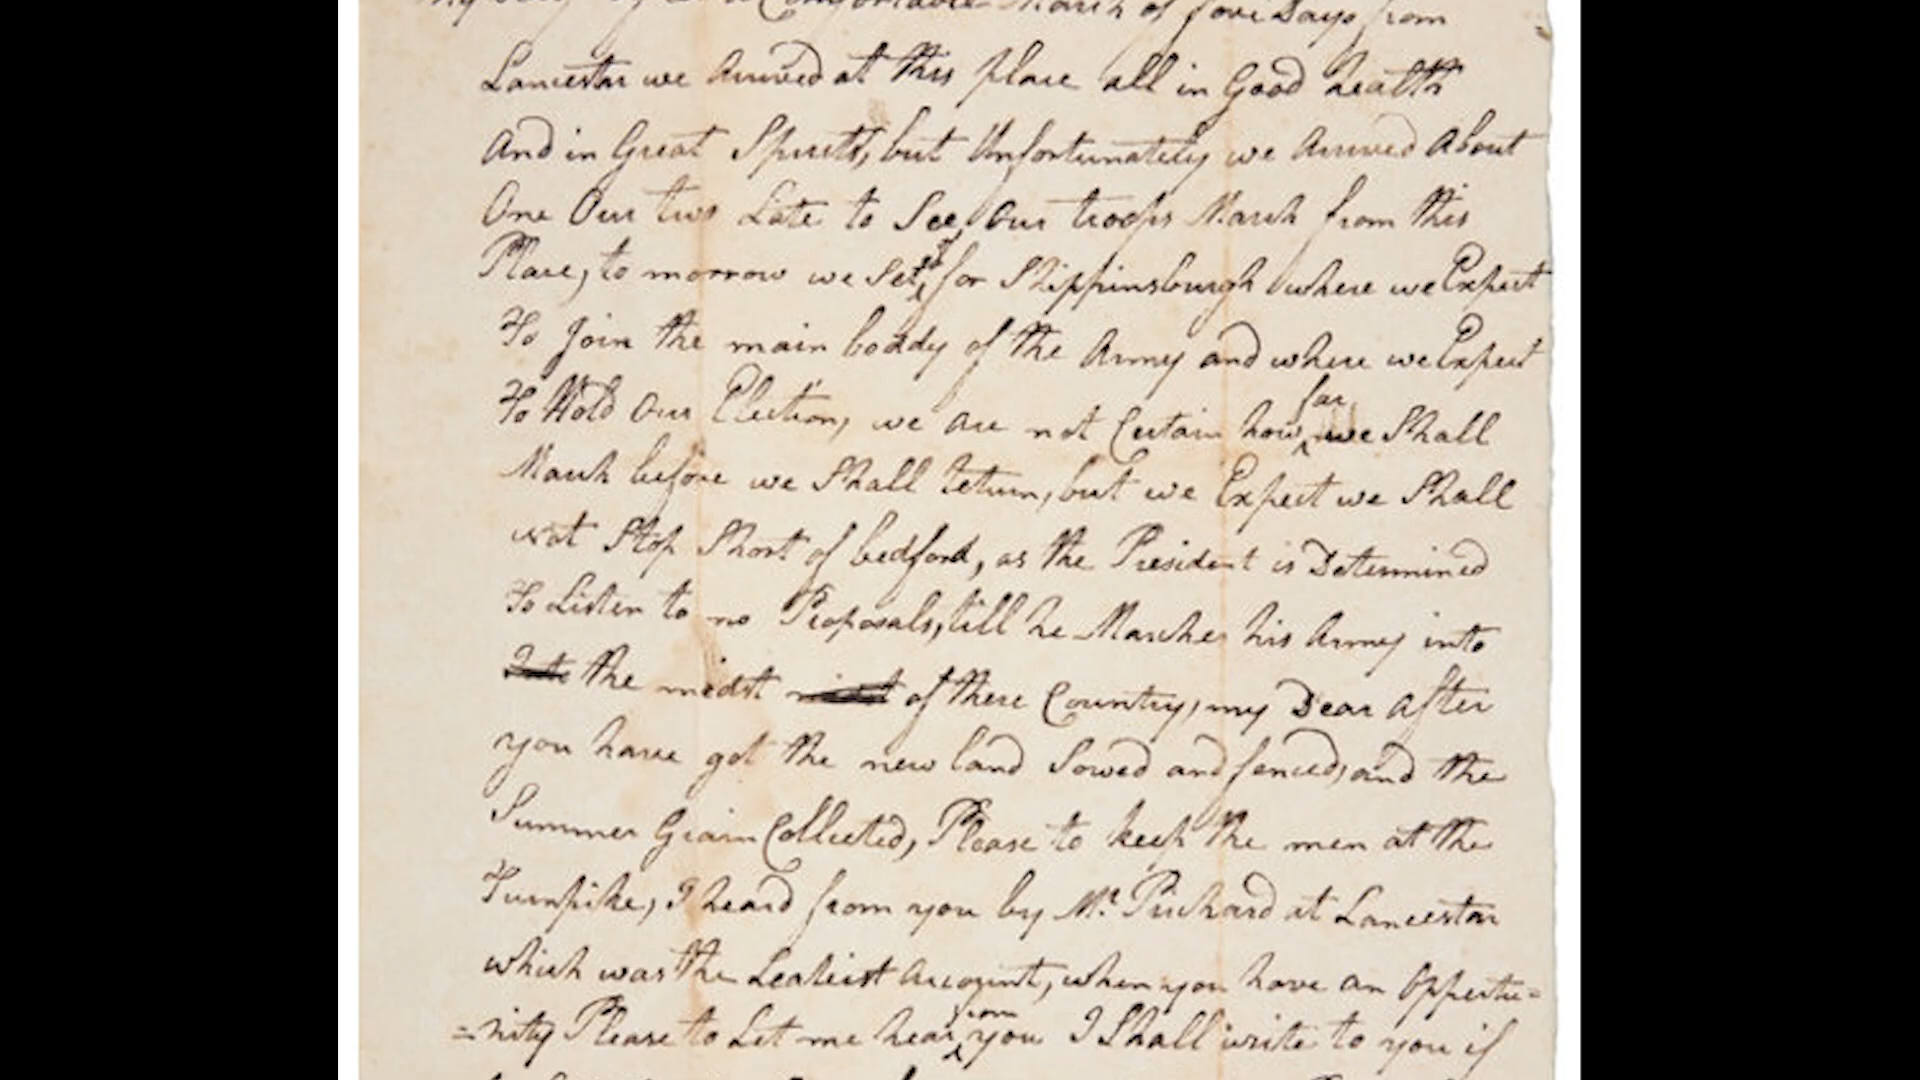 Comfortable March of four Days from
Lancestor we Arived at this place all in Good health
And in Great Spirits, but Unfortunately we Arived About
One Our two Late to See, Our troops March from this
Place, to morrow we Set for Shippinsburgh where we Expect
To Join the main boddy of the Army and where we Expect
To Hold Our Election, we are not Certain how far we Shall
March before we Shall return, but we Expect we Shall
not Stop Short of bedford, as the President is Determined
To Listen to no Proposals, till he Marches his Army into
the midst of there Country, my Dear After
you have got the new land Sowed and fenced, and the
Summer Grain Collected, Please to keep the men at the
Turnpike, I heard from you by Mr. Prichard at Lancestor
which was the Leateist Account, when you have an Oppertu=
=nity Please to Let me hear from you I Shall write to you if